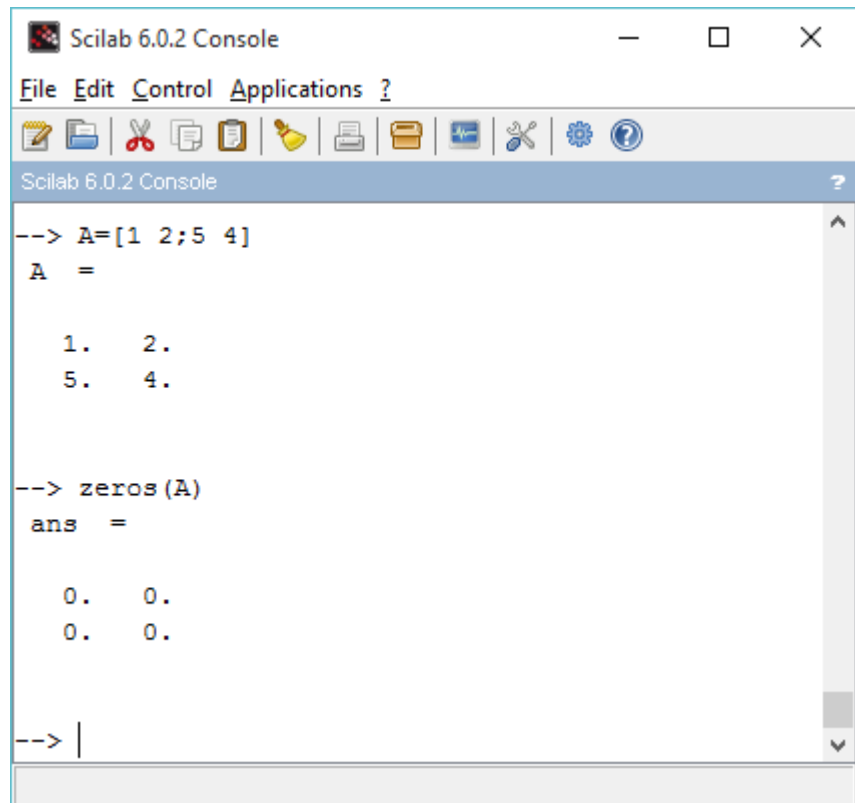 Scilab 6.0.2 Console
File Edit Control Applications ?
Scilab 6.0.2 Console ?
--> A=[1 2;5 4]
A  =
1.   2.
5.   4.
--> zeros(A)
ans  =
0.   0.
0.   0.
-->